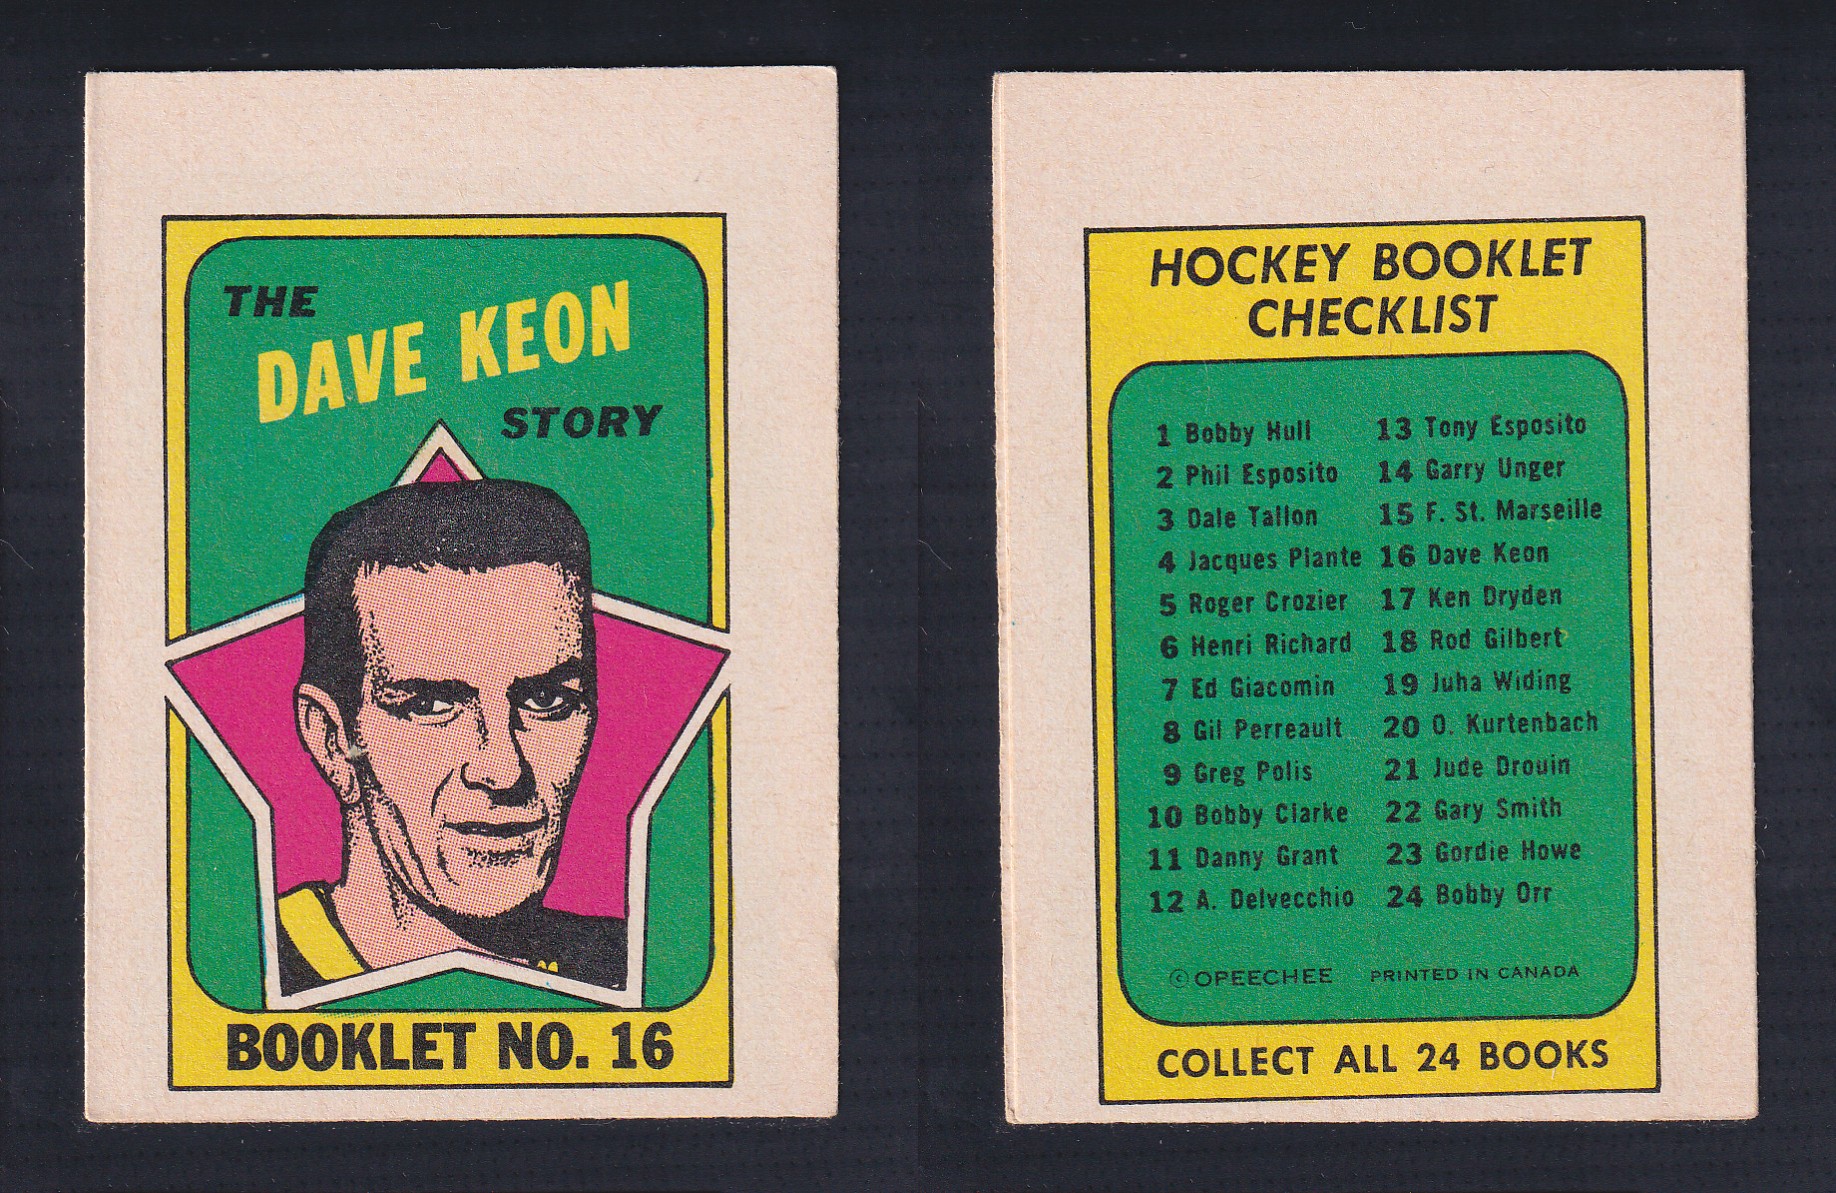 THE
DAVE KEON
STORY
BOOKLET NO. 16
HOCKEY BOOKLET
CHECKLIST
1 Bobby Hull
2 Phil Esposito
3 Dale Tallon
4 Jacques Plante
5 Roger Crozier
6 Henri Richard
7 Ed Giacomin
8 Gil Perreault
9 Greg Polis
10 Bobby Clarke
11 Danny Grant
12 A. Delvecchio
13 Tony Esposito
14 Garry Unger
15 F. St. Marseille
16 Dave Keon
17 Ken Dryden
18 Rod Gilbert
19 Juha Widing
20 O. Kurtenbach
21 Jude Drouin
22 Gary Smith
23 Gordie Howe
24 Bobby Orr
© OPEECHEE PRINTED IN CANADA
COLLECT ALL 24 BOOKS